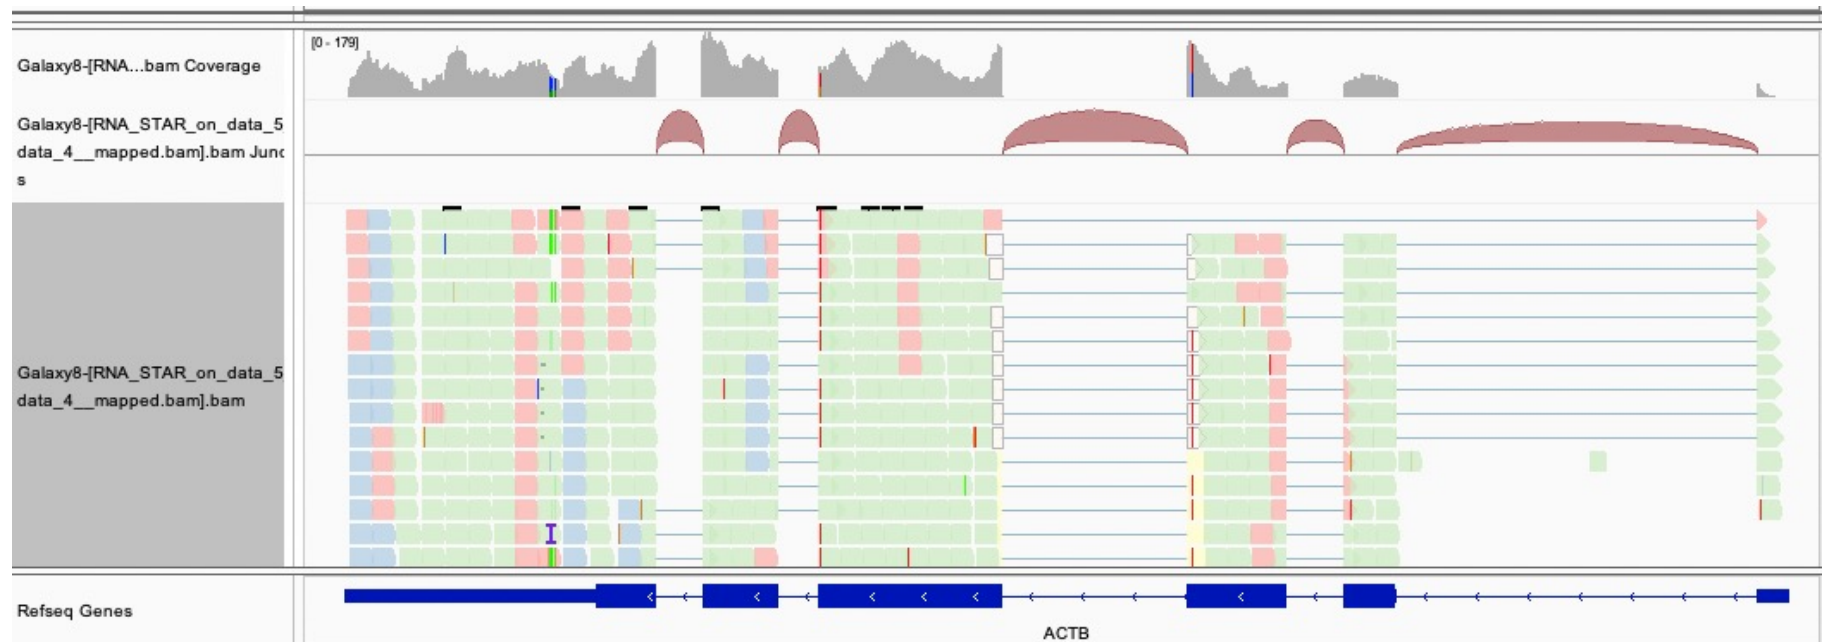 [0 - 179]
Galaxy8-[RNA...bam Coverage
Galaxy8-[RNA_STAR_on_data_5
data_4__mapped.bam].bam Junc
s
Galaxy8-[RNA_STAR_on_data_5
data_4__mapped.bam].bam
Refseq Genes
ACTB